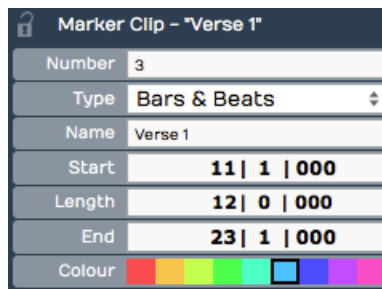 Marker Clip – "Verse 1"
Number 3
Type Bars & Beats
Name Verse 1
Start 11| 1 |000
Length 12| 0 |000
End 23| 1 |000
Colour